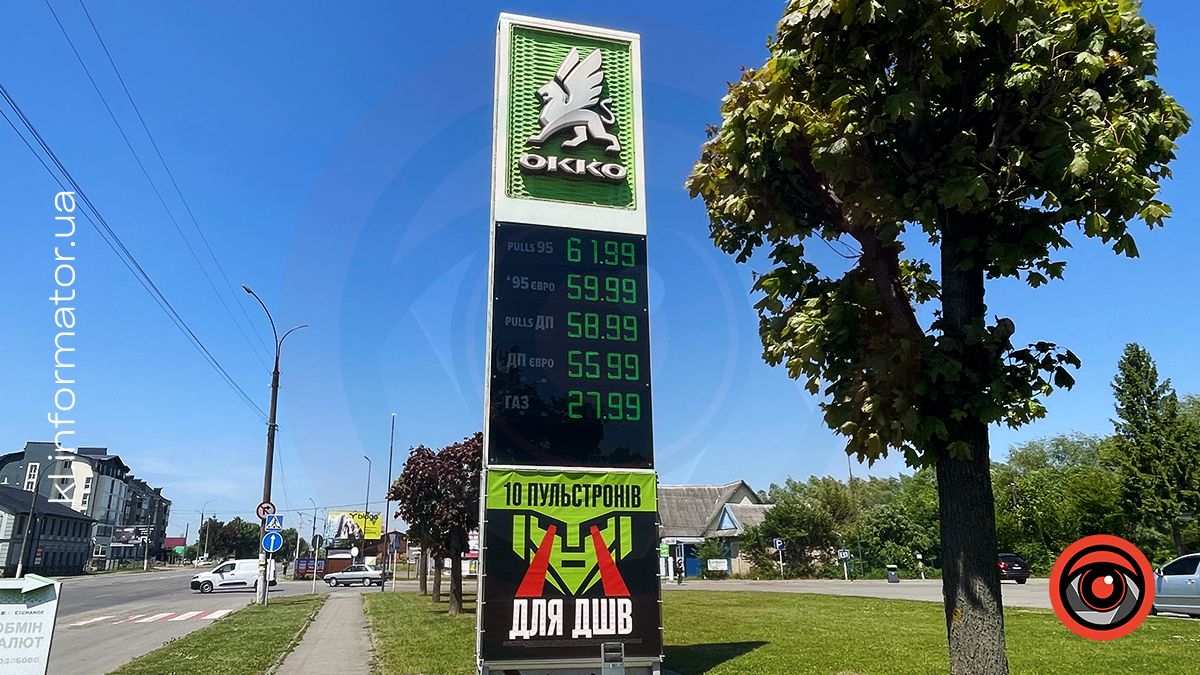 kl.informator.ua
OKKO
PULLS 95 61.99
А95 ЄВРО 59.99
PULLS ДП 58.99
ДП ЄВРО 55.99
ГАЗ 27.99
10 ПУЛЬСТРОНІВ
ДЛЯ ДШВ
EXCHANGE
ОБМІН
ВАЛЮТ
P